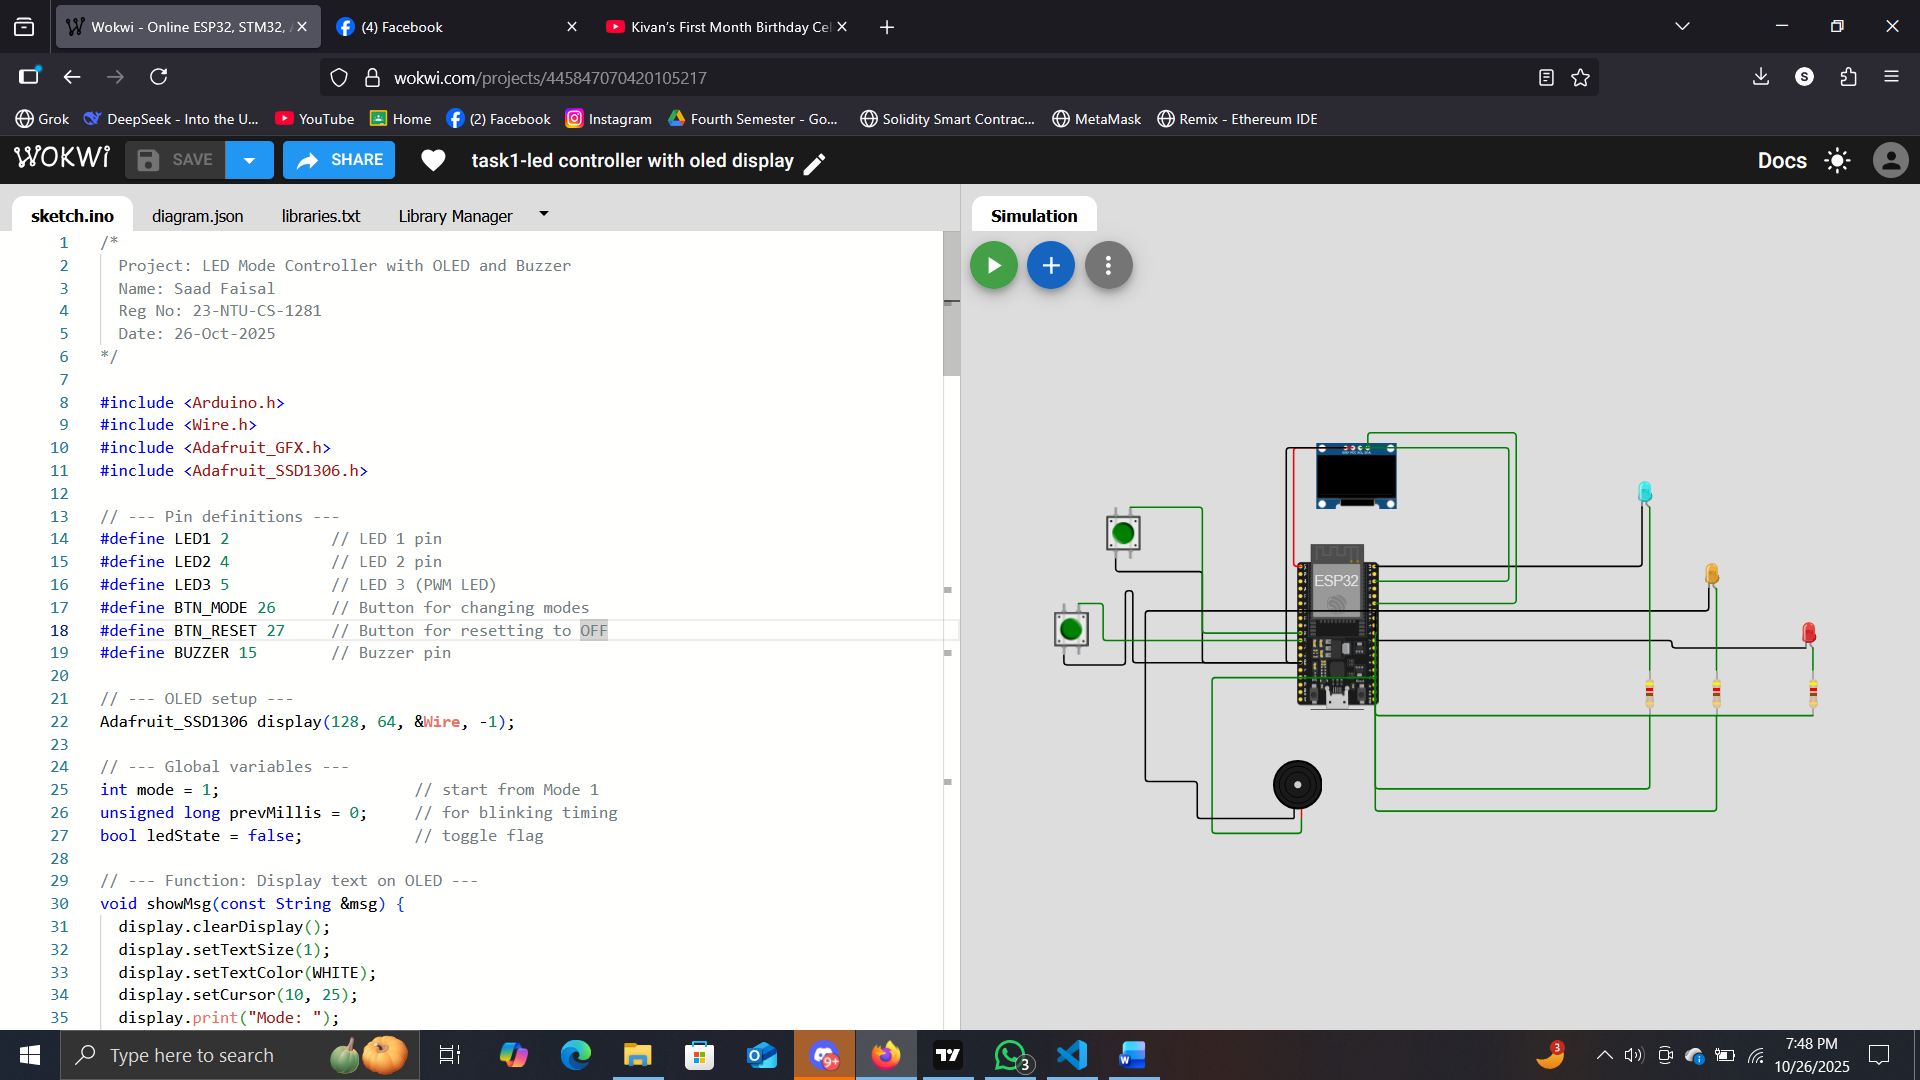 Wokwi - Online ESP32, STM32, A
(4) Facebook
Kivan's First Month Birthday Cel
wokwi.com/projects/445847070420105217
S
Grok
DeepSeek - Into the U...
YouTube
Home
(2) Facebook
Instagram
Fourth Semester - Go...
Solidity Smart Contrac...
MetaMask
Remix - Ethereum IDE
WOKWI
SAVE
SHARE
task1-led controller with oled display
Docs
sketch.ino
diagram.json
libraries.txt
Library Manager
Simulation
1 /*
2 Project: LED Mode Controller with OLED and Buzzer
3 Name: Saad Faisal
4 Reg No: 23-NTU-CS-1281
5 Date: 26-Oct-2025
6 */
7
8 #include <Arduino.h>
9 #include <Wire.h>
10 #include <Adafruit_GFX.h>
11 #include <Adafruit_SSD1306.h>
12
13 // --- Pin definitions ---
14 #define LED1 2 // LED 1 pin
15 #define LED2 4 // LED 2 pin
16 #define LED3 5 // LED 3 (PWM LED)
17 #define BTN_MODE 26 // Button for changing modes
18 #define BTN_RESET 27 // Button for resetting to OFF
19 #define BUZZER 15 // Buzzer pin
20
21 // --- OLED setup ---
22 Adafruit_SSD1306 display(128, 64, &Wire, -1);
23
24 // --- Global variables ---
25 int mode = 1; // start from Mode 1
26 unsigned long prevMillis = 0; // for blinking timing
27 bool ledState = false; // toggle flag
28
29 // --- Function: Display text on OLED ---
30 void showMsg(const String &msg) {
31 display.clearDisplay();
32 display.setTextSize(1);
33 display.setTextColor(WHITE);
34 display.setCursor(10, 25);
35 display.print("Mode: ");
ESP32
Type here to search
9+
3
3
7:48 PM
10/26/2025